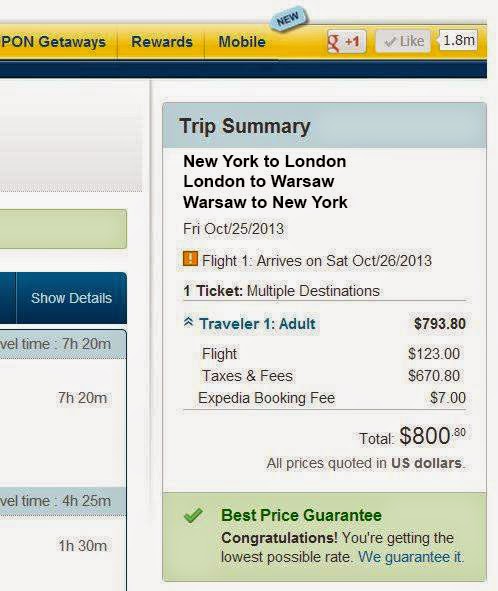 PON Getaways Rewards Mobile NEW g +1 Like 1.8m
Trip Summary
New York to London
London to Warsaw
Warsaw to New York
Fri Oct/25/2013
! Flight 1: Arrives on Sat Oct/26/2013
1 Ticket: Multiple Destinations
Traveler 1: Adult $793.80
Flight $123.00
Taxes & Fees $670.80
Expedia Booking Fee $7.00
Total: $800.80
All prices quoted in US dollars.
Best Price Guarantee
Congratulations! You're getting the
lowest possible rate. We guarantee it.
Show Details
vel time : 7h 20m
7h 20m
vel time : 4h 25m
1h 30m